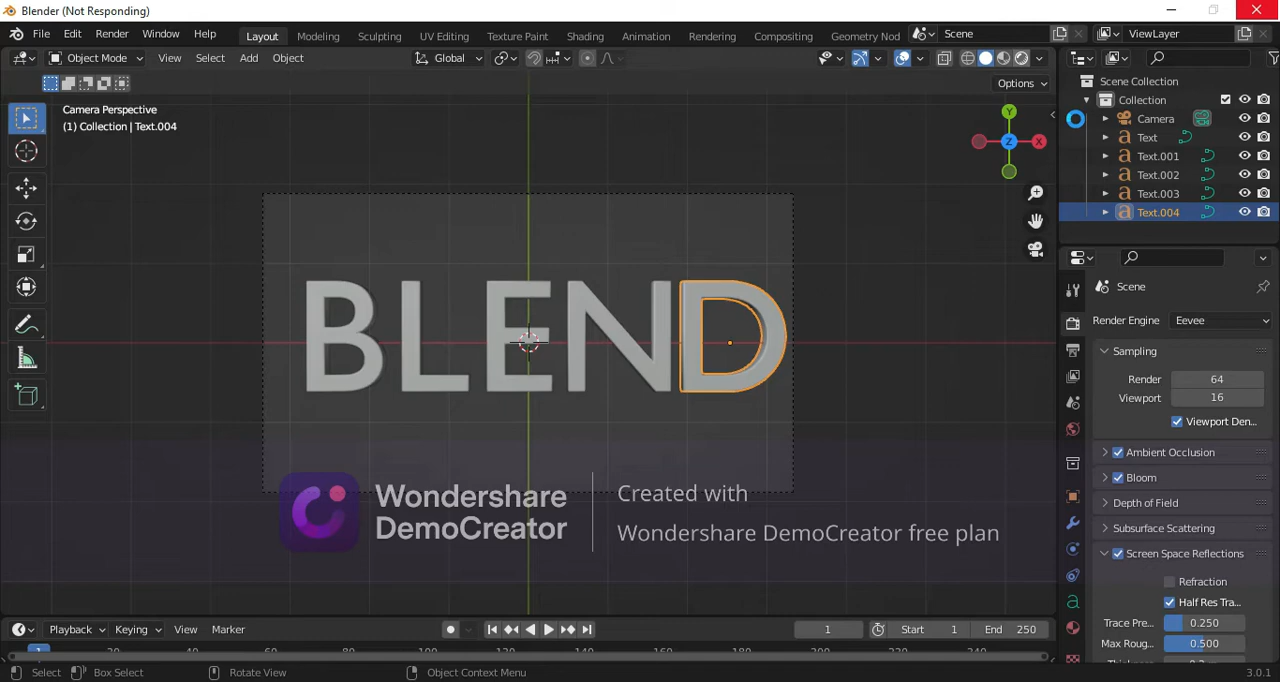 Blender (Not Responding)
File Edit Render Window Help Layout Modeling Sculpting UV Editing Texture Paint Shading Animation Rendering Compositing Geometry Nod Scene ViewLayer
Object Mode View Select Add Object Global
Options
Camera Perspective
(1) Collection | Text.004
Y
Z X
BLEND
Wondershare
DemoCreator
Created with
Wondershare DemoCreator free plan
Scene Collection
Collection
Camera
Text
Text.001
Text.002
Text.003
Text.004
Scene
Render Engine Eevee
Sampling
Render 64
Viewport 16
Viewport Den...
Ambient Occlusion
Bloom
Depth of Field
Subsurface Scattering
Screen Space Reflections
Refraction
Half Res Tra...
Trace Pre... 0.250
Max Roug... 0.500
Playback Keying View Marker 1 Start 1 End 250
Select Box Select Rotate View Object Context Menu 3.0.1